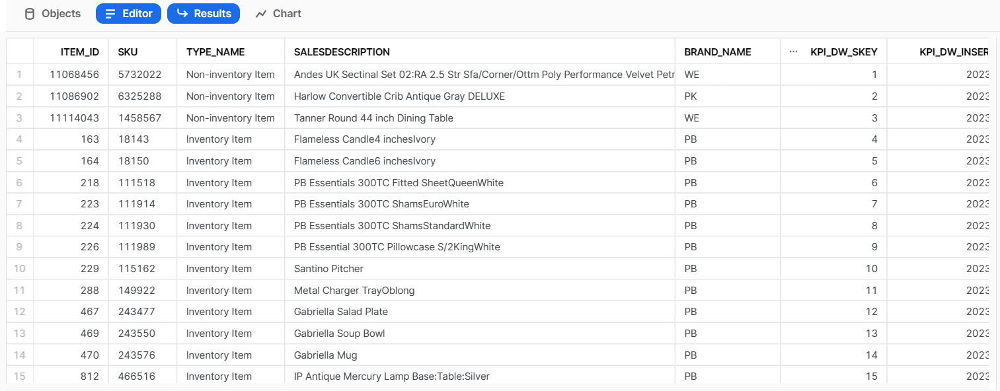 Objects Editor Results Chart
ITEM_ID SKU TYPE_NAME SALESDESCRIPTION BRAND_NAME ... KPI_DW_SKEY KPI_DW_INSER
1 11068456 5732022 Non-inventory Item Andes UK Sectinal Set 02:RA 2.5 Str Sfa/Corner/Ottm Poly Performance Velvet Petr WE 1 2023
2 11086902 6325288 Non-inventory Item Harlow Convertible Crib Antique Gray DELUXE PK 2 2023
3 11114043 1458567 Non-inventory Item Tanner Round 44 inch Dining Table WE 3 2023
4 163 18143 Inventory Item Flameless Candle4 inchesIvory PB 4 2023
5 164 18150 Inventory Item Flameless Candle6 inchesIvory PB 5 2023
6 218 111518 Inventory Item PB Essentials 300TC Fitted SheetQueenWhite PB 6 2023
7 223 111914 Inventory Item PB Essentials 300TC ShamsEuroWhite PB 7 2023
8 224 111930 Inventory Item PB Essentials 300TC ShamsStandardWhite PB 8 2023
9 226 111989 Inventory Item PB Essential 300TC Pillowcase S/2KingWhite PB 9 2023
10 229 115162 Inventory Item Santino Pitcher PB 10 2023
11 288 149922 Inventory Item Metal Charger TrayOblong PB 11 2023
12 467 243477 Inventory Item Gabriella Salad Plate PB 12 2023
13 469 243550 Inventory Item Gabriella Soup Bowl PB 13 2023
14 470 243576 Inventory Item Gabriella Mug PB 14 2023
15 812 466516 Inventory Item IP Antique Mercury Lamp Base:Table:Silver PB 15 2023